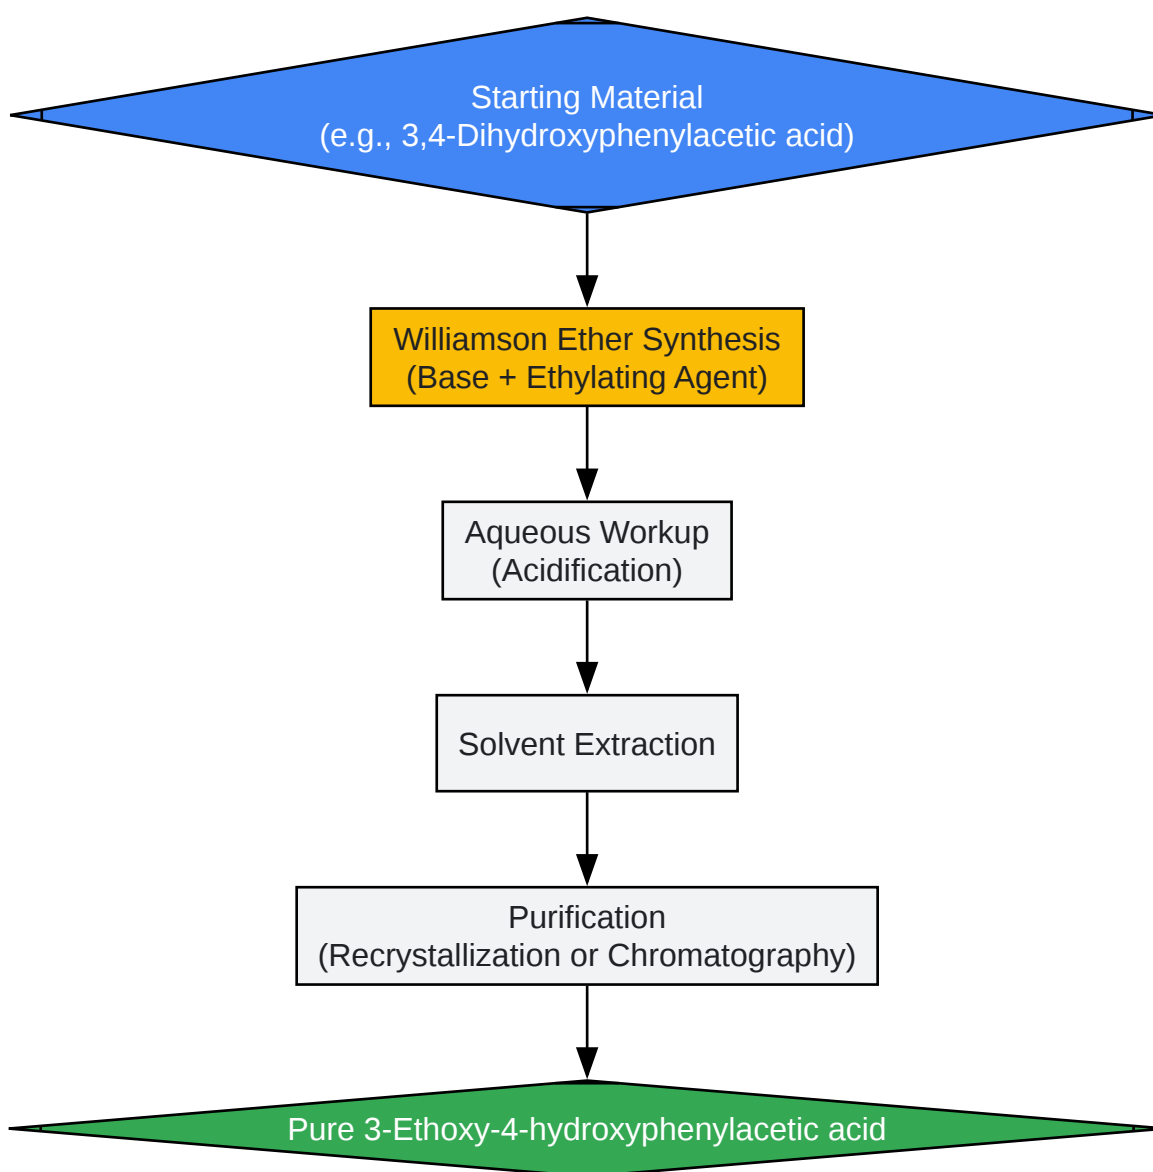 Starting Material
(e.g., 3,4-Dihydroxyphenylacetic acid)
Williamson Ether Synthesis
(Base + Ethylating Agent)
Aqueous Workup
(Acidification)
Solvent Extraction
Purification
(Recrystallization or Chromatography)
Pure 3-Ethoxy-4-hydroxyphenylacetic acid